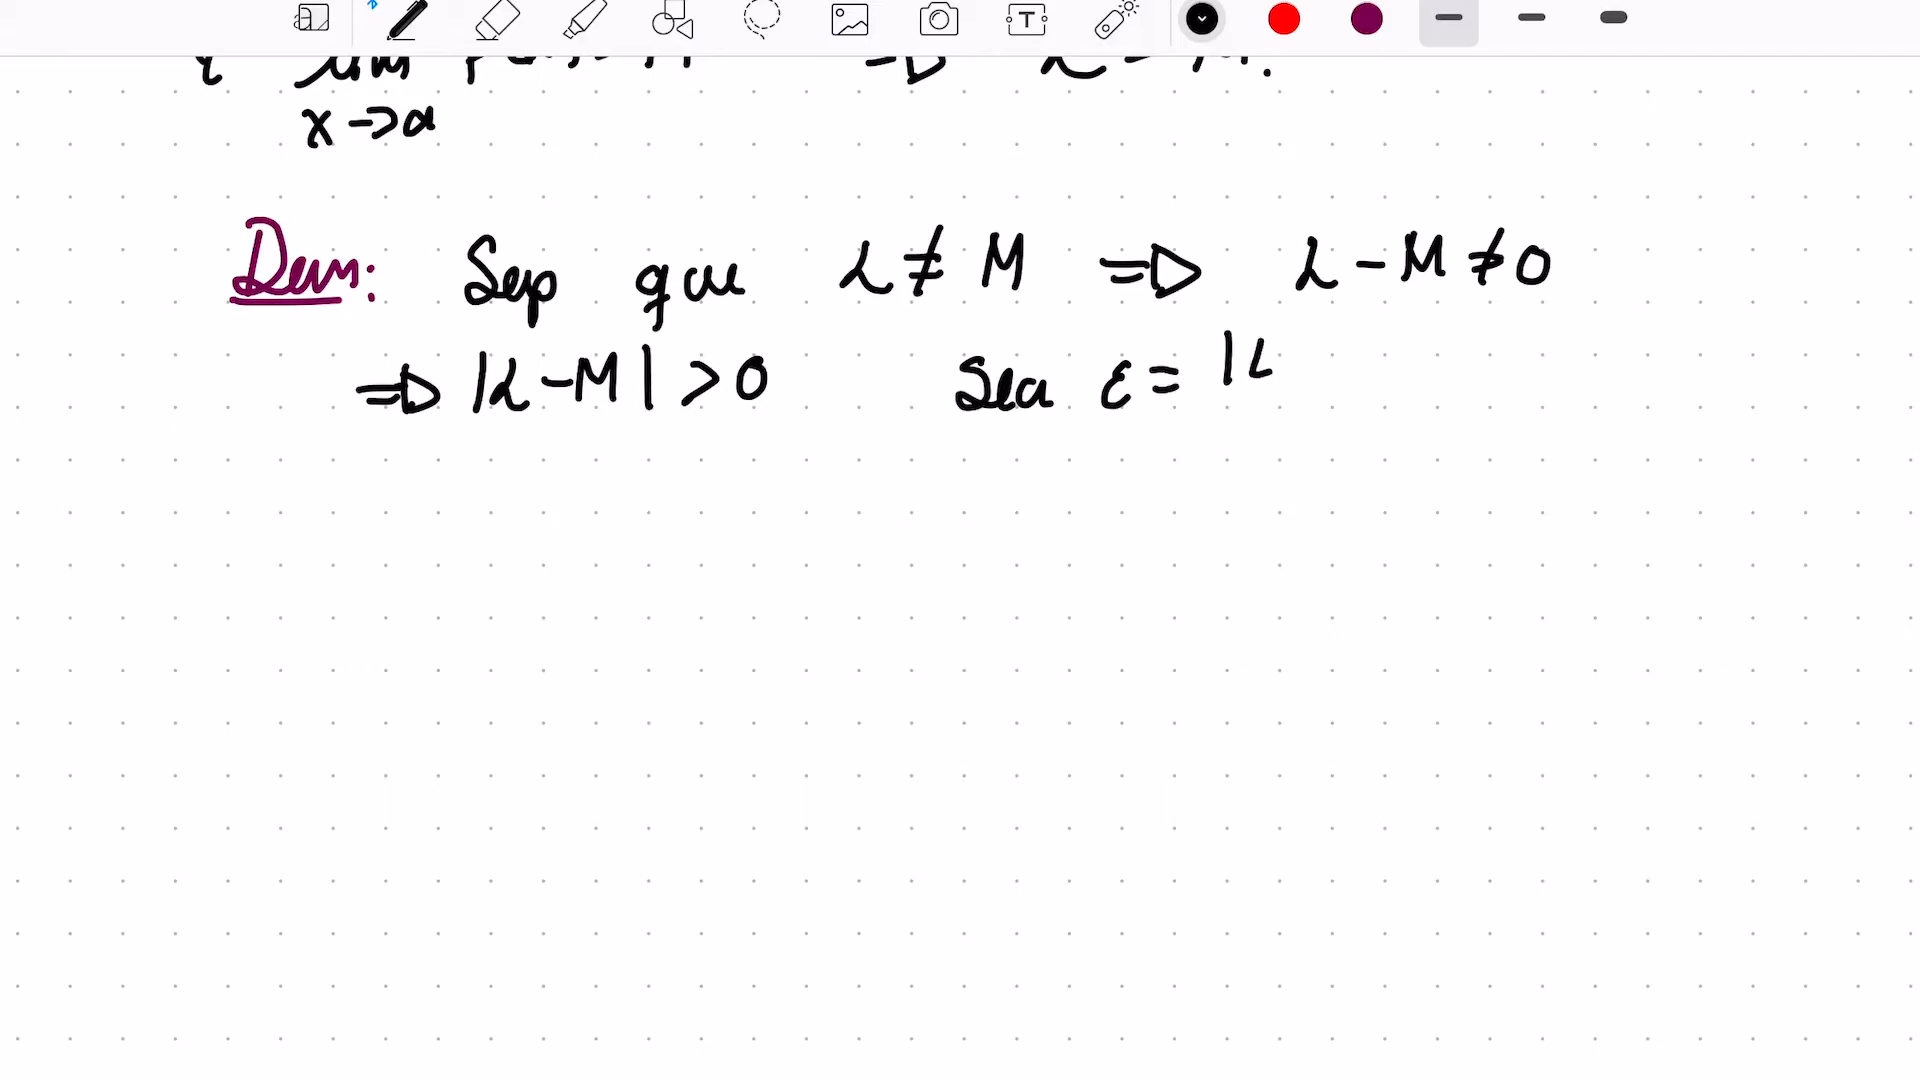 x → a
Dem: Sup que L ≠ M ⇒ L - M ≠ 0
⇒ |L - M| > 0 Sea ε = |L